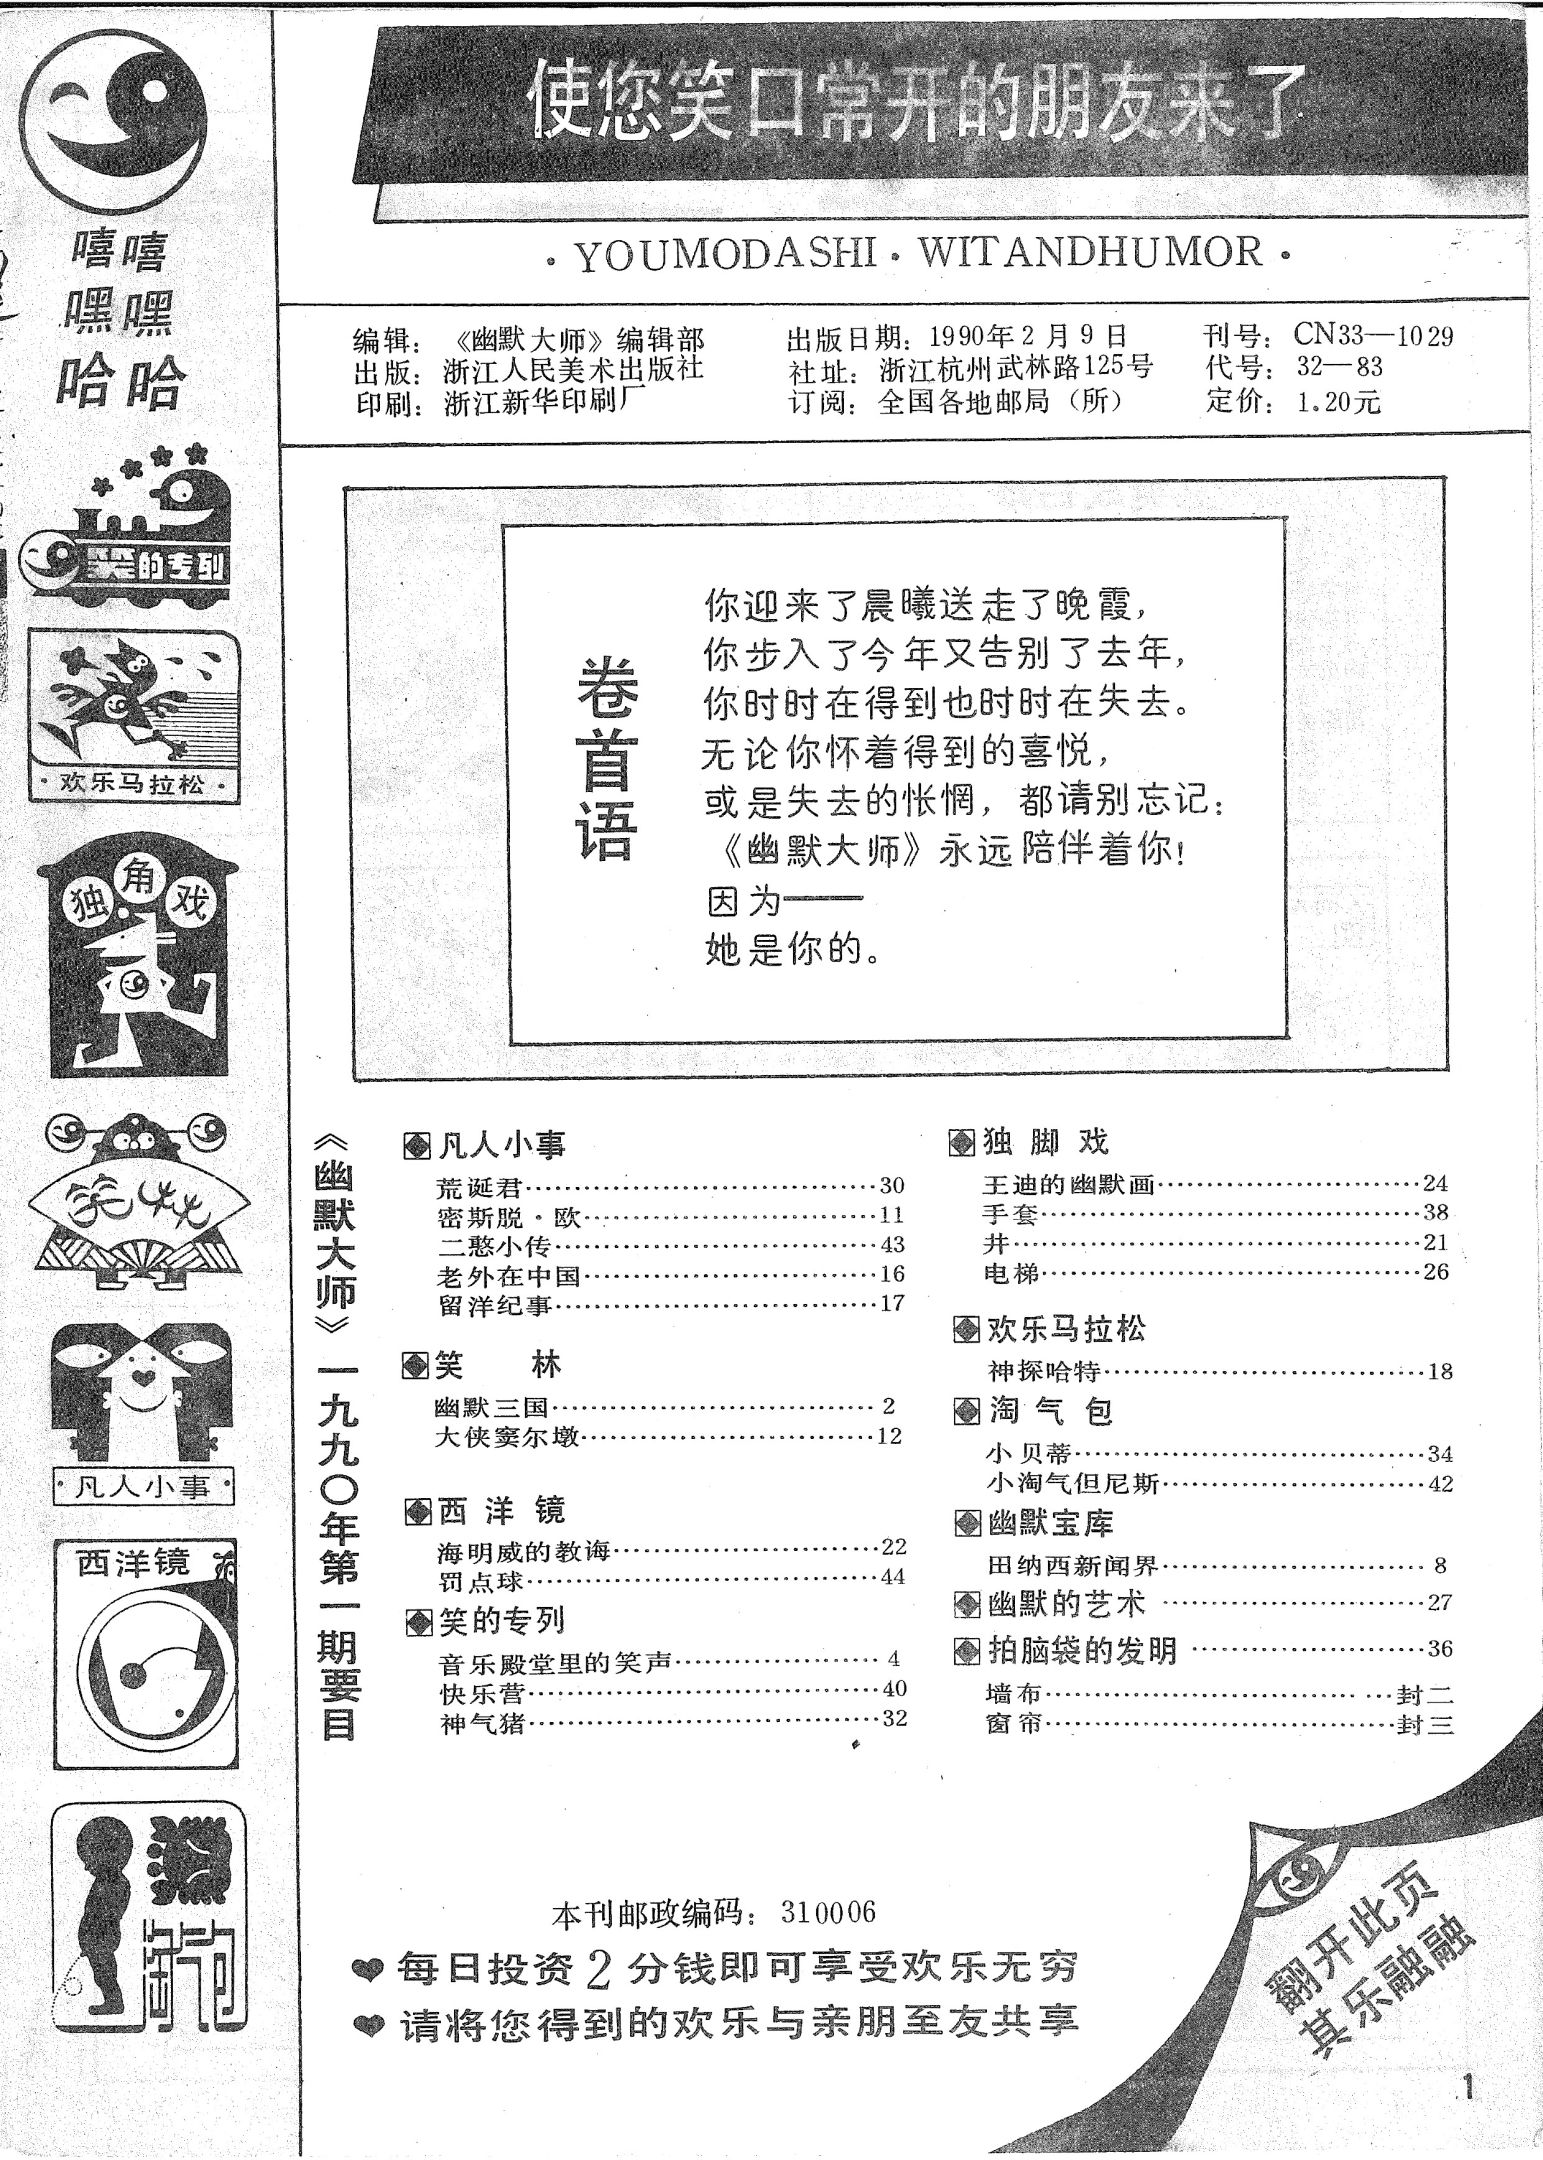 使您笑口常开的朋友来了
·YOUMODASHI·WITANDHUMOR·
编辑：《幽默大师》编辑部
出版：浙江人民美术出版社
印刷：浙江新华印刷厂
出版日期：1990年2月9日
社址：浙江杭州武林路125号
订阅：全国各地邮局（所）
刊号：CN33—1029
代号：32—83
定价：1.20元
嘻嘻
嘿嘿
哈哈
笑的专列
·欢乐马拉松·
独角戏
笑林
·凡人小事·
西洋镜
淘气包
卷首语
你迎来了晨曦送走了晚霞，
你步入了今年又告别了去年，
你时时在得到也时时在失去。
无论你怀着得到的喜悦，
或是失去的怅惘，都请别忘记：
《幽默大师》永远陪伴着你！
因为——
她是你的。
《幽默大师》一九九〇年第一期要目
凡人小事
荒诞君……30
密斯脱·欧……11
二憨小传……43
老外在中国……16
留洋纪事……17
笑 林
幽默三国……2
大侠窦尔墩……12
西洋镜
海明威的教诲……22
罚点球……44
笑的专列
音乐殿堂里的笑声……4
快乐营……40
神气猪……32
独脚戏
王迪的幽默画……24
手套……38
井……21
电梯……26
欢乐马拉松
神探哈特……18
淘气包
小贝蒂……34
小淘气但尼斯……42
幽默宝库
田纳西新闻界……8
幽默的艺术……27
拍脑袋的发明……36
墙布……封二
窗帘……封三
本刊邮政编码：310006
每日投资2分钱即可享受欢乐无穷
请将您得到的欢乐与亲朋至友共享
翻开此页
其乐融融
1